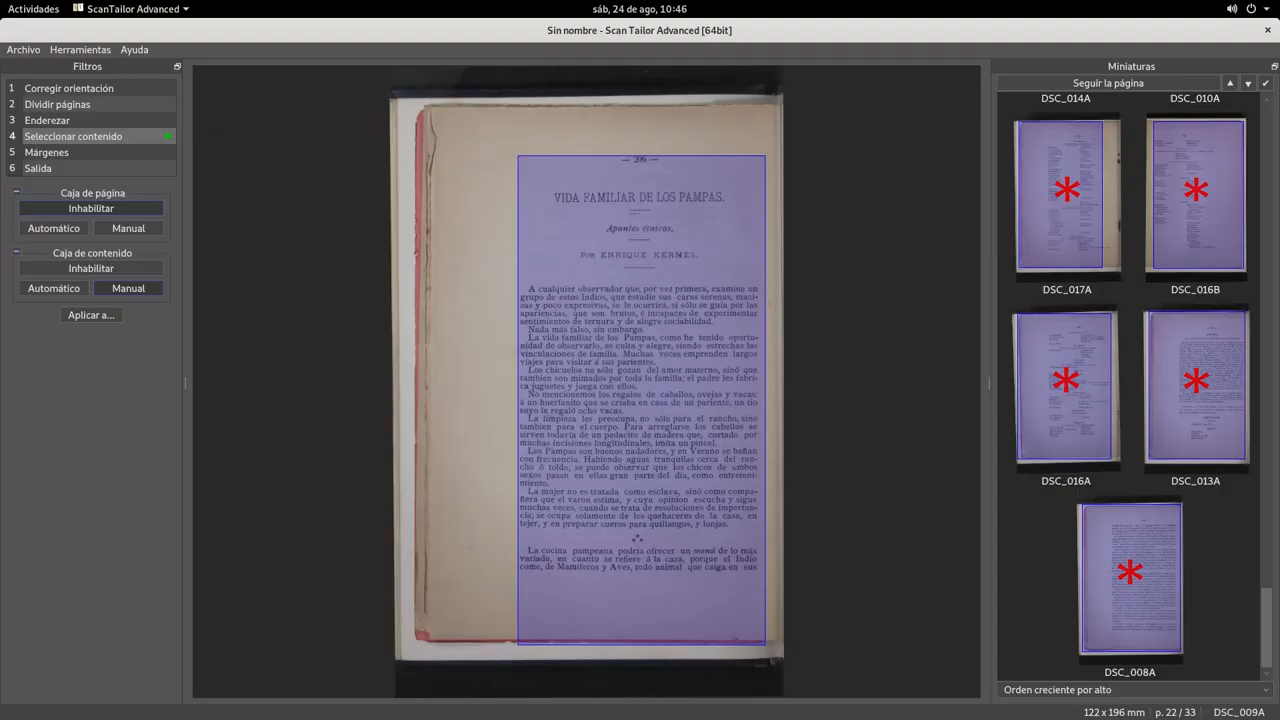 Actividades
ScanTailor Advanced
sáb, 24 de ago, 10:46
Sin nombre - Scan Tailor Advanced [64bit]
Archivo Herramientas Ayuda
Filtros
1 Corregir orientación
2 Dividir páginas
3 Enderezar
4 Seleccionar contenido
5 Márgenes
6 Salida
Caja de página
Inhabilitar
Automático Manual
Caja de contenido
Inhabilitar
Automático Manual
Aplicar a...
— 206 —
VIDA FAMILIAR DE LOS PAMPAS.
Apuntes étnicos.
Por ENRIQUE KERMES.
A cualquier observador que, por vez primera, examine un
grupo de estos Indios, que estudie sus caras serenas, maci-
zas y poco expresivas, se le ocurrirá, si sólo se guía por las
apariencias, que son brutos, é incapaces de experimentar
sentimientos de ternura y de alegre sociabilidad.
Nada más falso, sin embargo.
La vida familiar de los Pampas, como he tenido oportu-
nidad de observarlo, es culta y alegre, siendo estrechas las
vinculaciones de familia. Muchas veces emprenden largos
viajes para visitar á sus parientes.
Los chicuelos no sólo gozan del amor materno, sinó que
tambien son mimados por toda la familia; el padre les fabri-
ca juguetes y juega con ellos.
No mencionemos los regalos de caballos, ovejas y vacas:
á un huerfanito que se criaba en casa de un pariente, un tio
suyo le regaló ocho vacas.
La limpieza les preocupa, no sólo para el rancho, sinó
tambien para el cuerpo. Para arreglarse los cabellos se
sirven todavía de un pedacito de madera que, cortado por
muchas incisiones longitudinales, imita un pincel.
Los Pampas son buenos nadadores, y en Verano se bañan
con frecuencia. Habiendo aguas tranquilas cerca del ran-
cho ó toldo, se puede observar que los chicos de ambos
sexos pasan en ellas gran parte del día, como entreteni-
miento.
La mujer no es tratada como esclava, sinó como compa-
ñera que el varon estima, y cuya opinion escucha y sigue
muchas veces, cuando se trata de resoluciones de importan-
cia; se ocupa solamente de los quehaceres de la casa, en
tejer, y en preparar cueros para quillangos, y lonjas.
La cocina pampeana podría ofrecer un menú de lo más
variado, en cuanto se refiere á la caza, porque el Indio
come, de Mamíferos y Aves, todo animal que caiga en sus
Miniaturas
Seguir la página
DSC_014A DSC_010A
DSC_017A DSC_016B
DSC_016A DSC_013A
DSC_008A
Orden creciente por alto
122 x 196 mm p. 22 / 33 DSC_009A